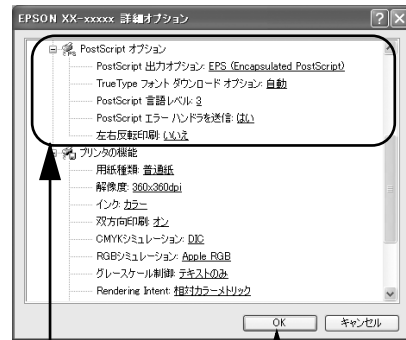 EPSON XX-xxxxx 詳細オプション
PostScript オプション
PostScript 出力オプション: EPS (Encapsulated PostScript)
TrueType フォント ダウンロード オプション: 自動
PostScript 言語レベル: 3
PostScript エラー ハンドラを送信: はい
左右反転印刷: いいえ
プリンタの機能
用紙種類: 普通紙
解像度: 360x360dpi
インク: カラー
双方向印刷: オン
CMYKシミュレーション: DIC
RGBシミュレーション: Apple RGB
グレースケール制御: テキストのみ
Rendering Intent: 相対カラーメトリック
OK キャンセル